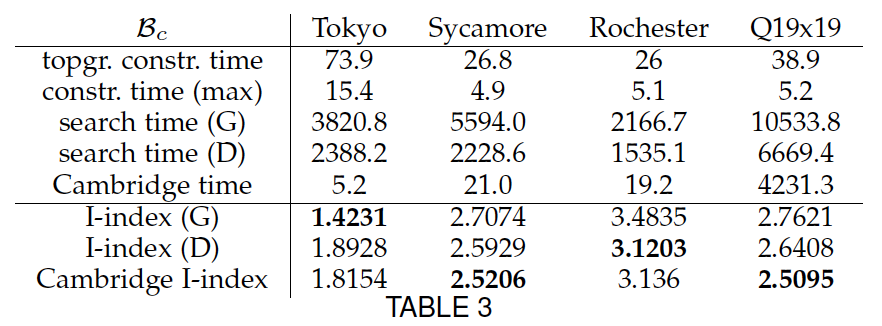 𝓑c Tokyo Sycamore Rochester Q19x19
topgr. constr. time 73.9 26.8 26 38.9
constr. time (max) 15.4 4.9 5.1 5.2
search time (G) 3820.8 5594.0 2166.7 10533.8
search time (D) 2388.2 2228.6 1535.1 6669.4
Cambridge time 5.2 21.0 19.2 4231.3
I-index (G) 1.4231 2.7074 3.4835 2.7621
I-index (D) 1.8928 2.5929 3.1203 2.6408
Cambridge I-index 1.8154 2.5206 3.136 2.5095
TABLE 3